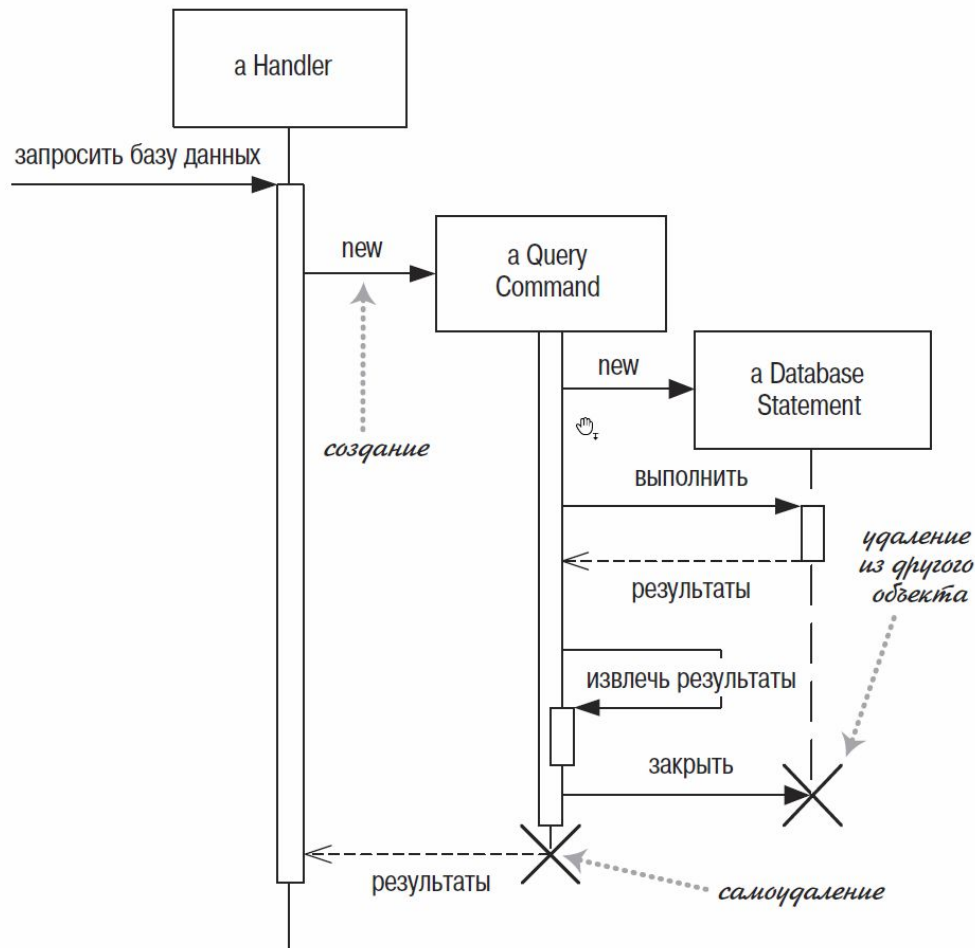 a Handler
запросить базу данных
new
a Query
Command
new
a Database
Statement
создание
выполнить
удаление
из другого
объекта
результаты
извлечь результаты
закрыть
результаты
самоудаление